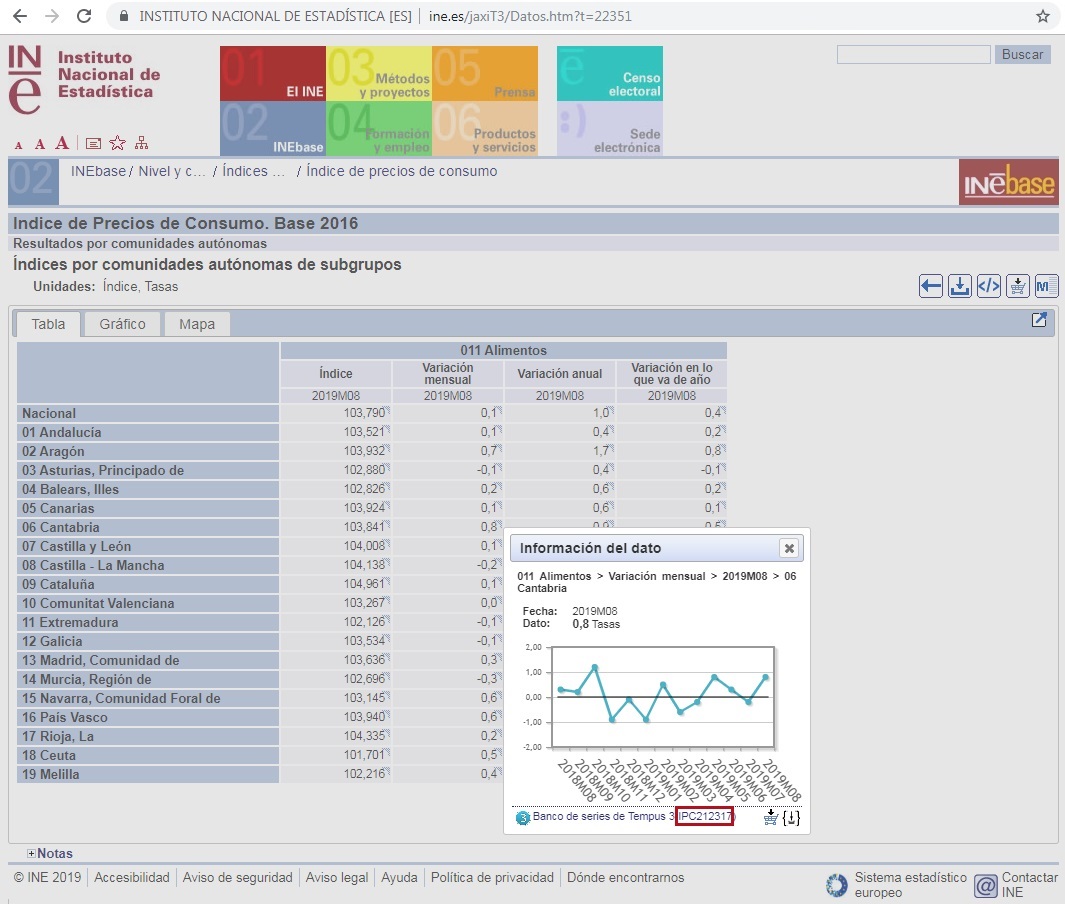 INSTITUTO NACIONAL DE ESTADÍSTICA [ES] | ine.es/jaxiT3/Datos.htm?t=22351
INe
Instituto
Nacional de
Estadística
01 El INE
03 Métodos
y proyectos
05 Prensa
ē Censo
electoral
Buscar
02 INEbase
04 Formación
y empleo
06 Productos
y servicios
:) Sede
electrónica
A A A
02 INEbase / Nivel y c... / Índices ... / Índice de precios de consumo
INēbase
Indice de Precios de Consumo. Base 2016
Resultados por comunidades autónomas
Índices por comunidades autónomas de subgrupos
Unidades: Índice, Tasas
Tabla Gráfico Mapa
011 Alimentos
Índice Variación mensual Variación anual Variación en lo que va de año
2019M08 2019M08 2019M08 2019M08
Nacional 103,790 0,1 1,0 0,4
01 Andalucía 103,521 0,1 0,4 0,2
02 Aragón 103,932 0,7 1,7 0,8
03 Asturias, Principado de 102,880 -0,1 0,4 -0,1
04 Balears, Illes 102,826 0,2 0,6 0,2
05 Canarias 103,924 0,1 0,6 0,1
06 Cantabria 103,841 0,8
07 Castilla y León 104,008 0,1
08 Castilla - La Mancha 104,138 -0,2
09 Cataluña 104,961 0,1
10 Comunitat Valenciana 103,267 0,0
11 Extremadura 102,126 -0,1
12 Galicia 103,534 -0,1
13 Madrid, Comunidad de 103,636 0,3
14 Murcia, Región de 102,696 -0,3
15 Navarra, Comunidad Foral de 103,145 0,6
16 País Vasco 103,940 0,6
17 Rioja, La 104,335 0,2
18 Ceuta 101,701 0,5
19 Melilla 102,216 0,4
Información del dato
011 Alimentos > Variación mensual > 2019M08 > 06
Cantabria
Fecha: 2019M08
Dato: 0,8 Tasas
2,00
1,00
0,00
-1,00
-2,00
2018M08 2018M09 2018M10 2018M11 2018M12 2019M01 2019M02 2019M03 2019M04 2019M05 2019M06 2019M07 2019M08
3 Banco de series de Tempus 3(IPC212317)
Notas
© INE 2019 | Accesibilidad | Aviso de seguridad | Aviso legal | Ayuda | Política de privacidad | Dónde encontrarnos
Sistema estadístico
europeo
@ Contactar
INE